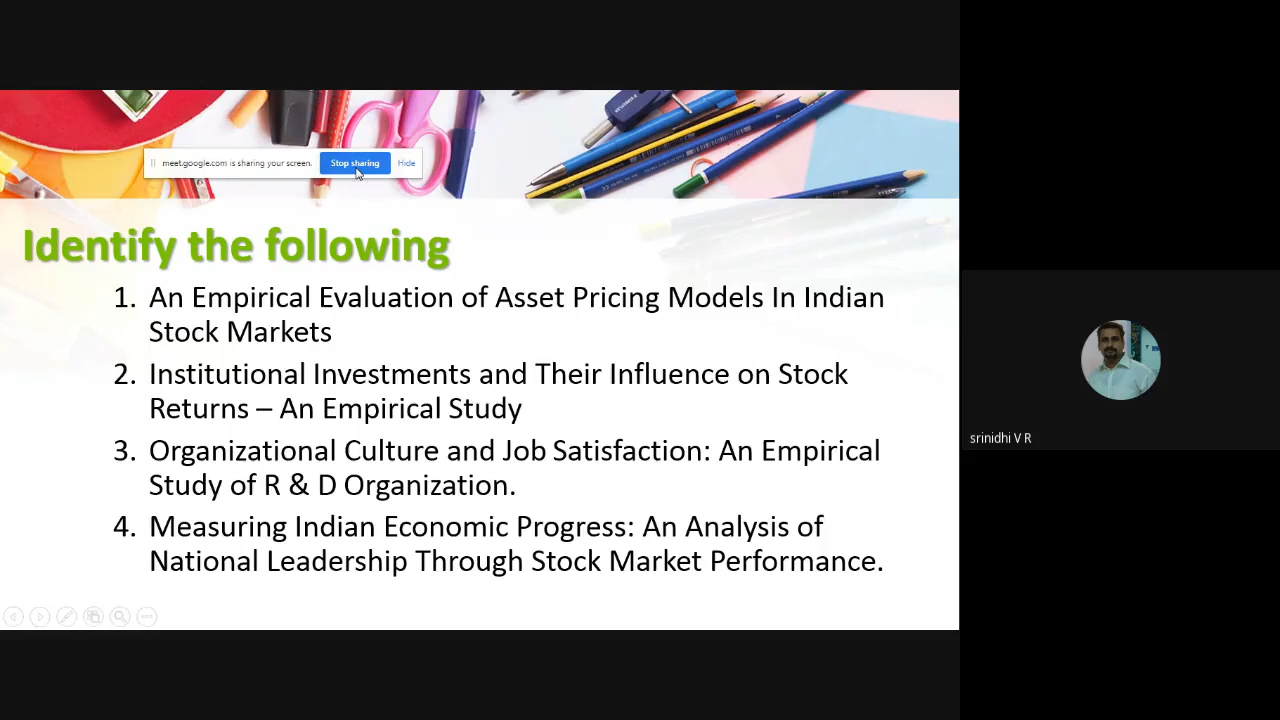 meet.google.com is sharing your screen.
Stop sharing
Hide
Identify the following
1. An Empirical Evaluation of Asset Pricing Models In Indian
Stock Markets
2. Institutional Investments and Their Influence on Stock
Returns – An Empirical Study
3. Organizational Culture and Job Satisfaction: An Empirical
Study of R & D Organization.
4. Measuring Indian Economic Progress: An Analysis of
National Leadership Through Stock Market Performance.
srinidhi V R